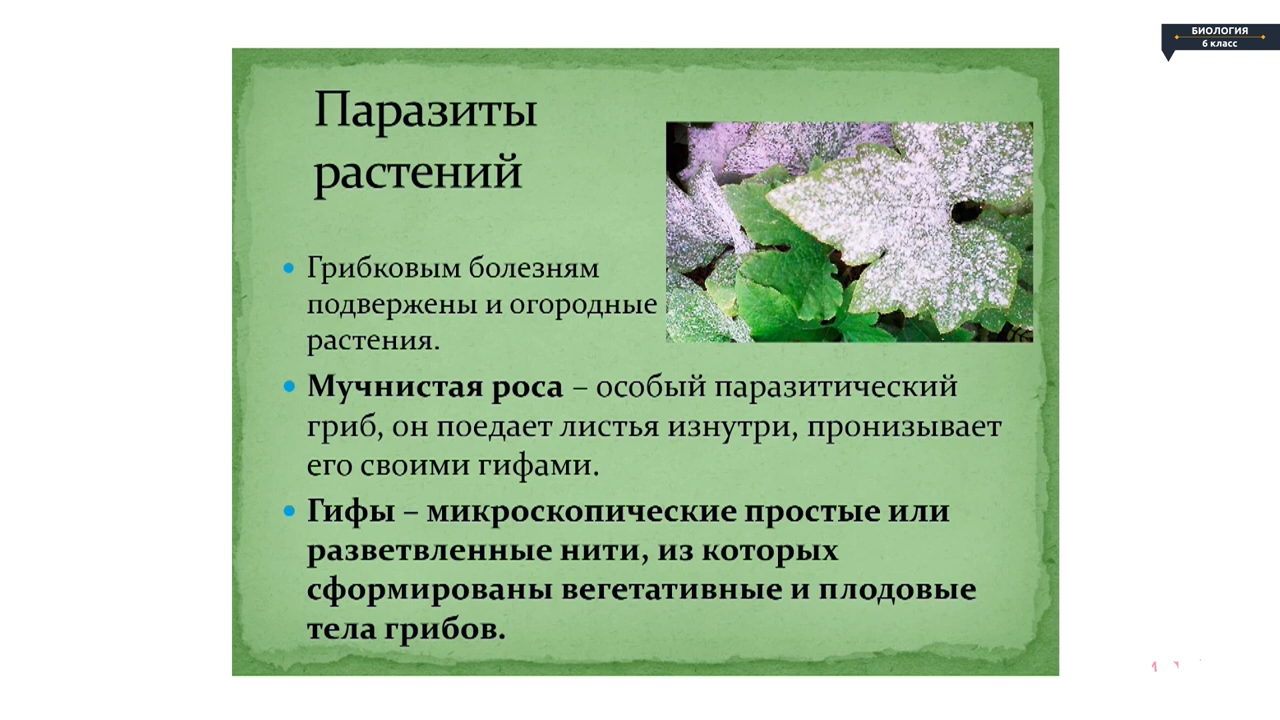 БИОЛОГИЯ
6 класс
Паразиты
растений
Грибковым болезням
подвержены и огородные
растения.
Мучнистая роса – особый паразитический
гриб, он поедает листья изнутри, пронизывает
его своими гифами.
Гифы – микроскопические простые или
разветвленные нити, из которых
сформированы вегетативные и плодовые
тела грибов.